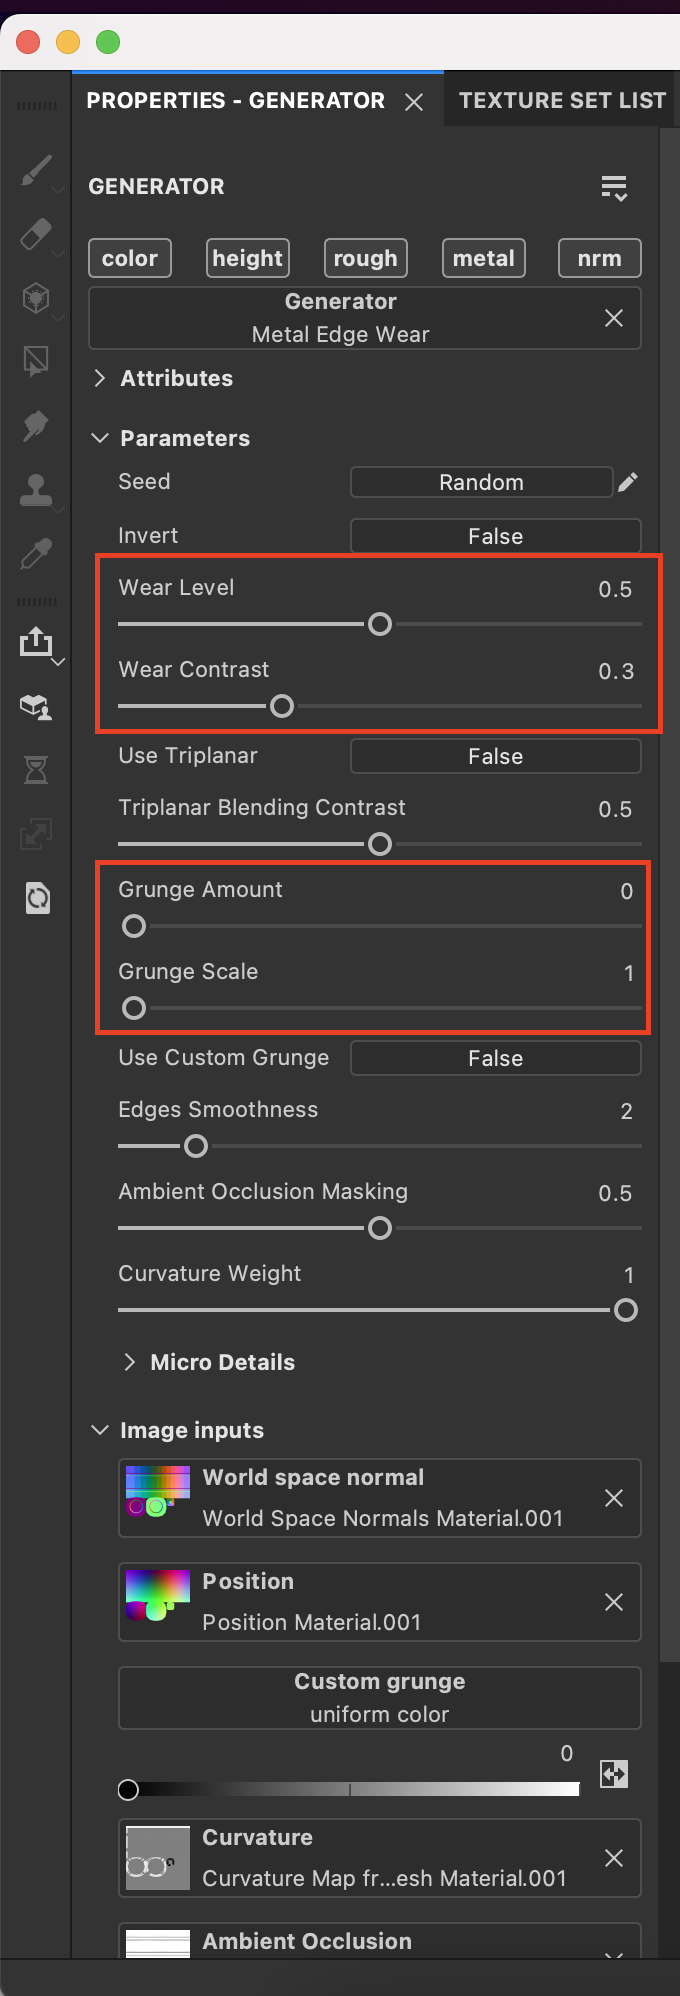 PROPERTIES - GENERATOR
TEXTURE SET LIST
GENERATOR
color height rough metal nrm
Generator
Metal Edge Wear
Attributes
Parameters
Seed Random
Invert False
Wear Level 0.5
Wear Contrast 0.3
Use Triplanar False
Triplanar Blending Contrast 0.5
Grunge Amount 0
Grunge Scale 1
Use Custom Grunge False
Edges Smoothness 2
Ambient Occlusion Masking 0.5
Curvature Weight 1
Micro Details
Image inputs
World space normal
World Space Normals Material.001
Position
Position Material.001
Custom grunge
uniform color
0
Curvature
Curvature Map fr...esh Material.001
Ambient Occlusion